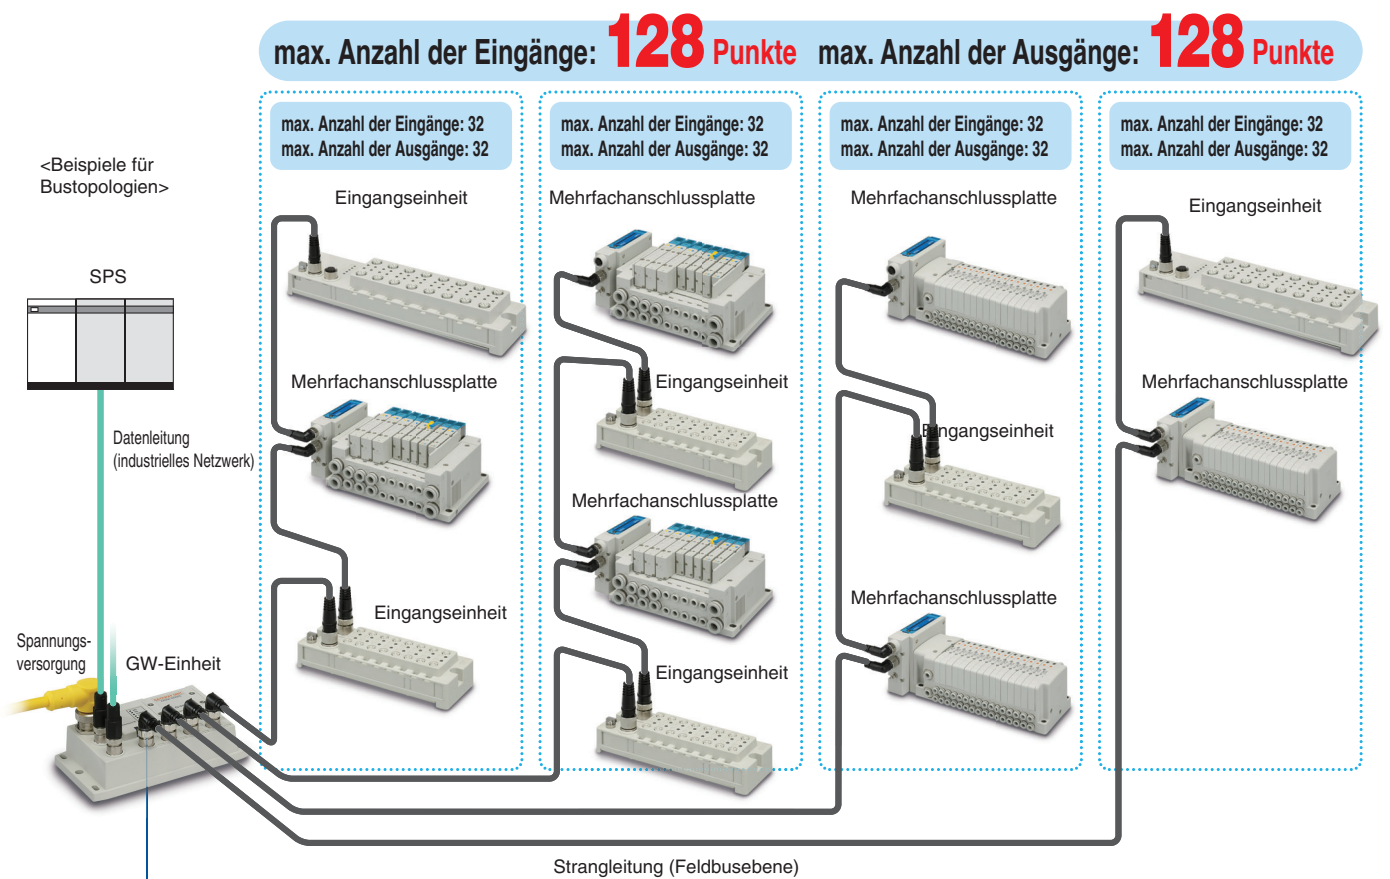 max. Anzahl der Eingänge: 128 Punkte max. Anzahl der Ausgänge: 128 Punkte
max. Anzahl der Eingänge: 32
max. Anzahl der Ausgänge: 32
max. Anzahl der Eingänge: 32
max. Anzahl der Ausgänge: 32
max. Anzahl der Eingänge: 32
max. Anzahl der Ausgänge: 32
max. Anzahl der Eingänge: 32
max. Anzahl der Ausgänge: 32
<Beispiele für
Bustopologien>
SPS
Datenleitung
(industrielles Netzwerk)
Spannungs-
versorgung
GW-Einheit
Eingangseinheit
Mehrfachanschlussplatte
Eingangseinheit
Mehrfachanschlussplatte
Eingangseinheit
Mehrfachanschlussplatte
Eingangseinheit
Mehrfachanschlussplatte
Eingangseinheit
Mehrfachanschlussplatte
Eingangseinheit
Mehrfachanschlussplatte
Strangleitung (Feldbusebene)